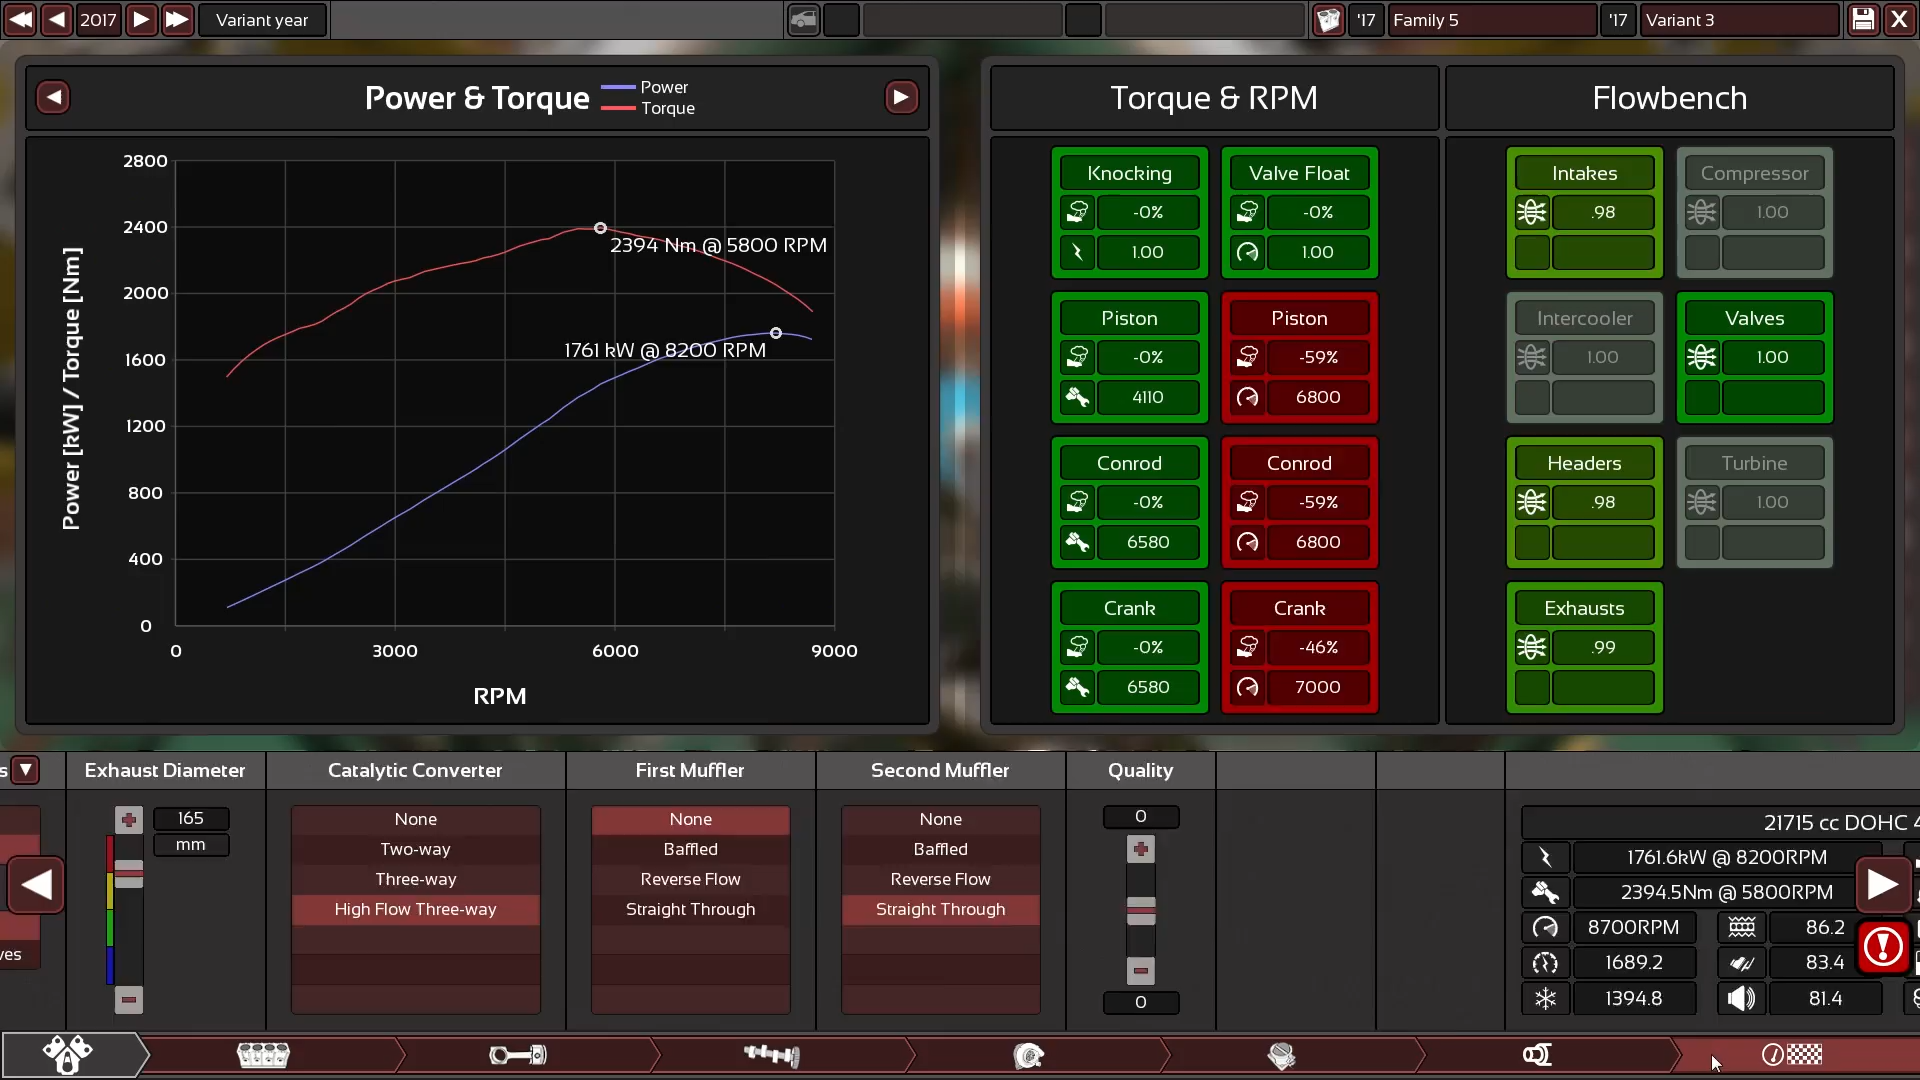 2017
Variant year
'17
Family 5
'17
Variant 3
X
Power & Torque
Power
Torque
Torque & RPM
Flowbench
Power [kW] / Torque [Nm]
2800
2400
2000
1600
1200
800
400
0
0
3000
6000
9000
RPM
2394 Nm @ 5800 RPM
1761 kW @ 8200 RPM
Knocking
-0%
1.00
Valve Float
-0%
1.00
Piston
-0%
4110
Piston
-59%
6800
Conrod
-0%
6580
Conrod
-59%
6800
Crank
-0%
6580
Crank
-46%
7000
Intakes
.98
Compressor
1.00
Intercooler
1.00
Valves
1.00
Headers
.98
Turbine
1.00
Exhausts
.99
s
ves
Exhaust Diameter
165
mm
Catalytic Converter
None
Two-way
Three-way
High Flow Three-way
First Muffler
None
Baffled
Reverse Flow
Straight Through
Second Muffler
None
Baffled
Reverse Flow
Straight Through
Quality
0
0
21715 cc DOHC 4
1761.6kW @ 8200RPM
2394.5Nm @ 5800RPM
8700RPM
86.2
1689.2
83.4
1394.8
81.4